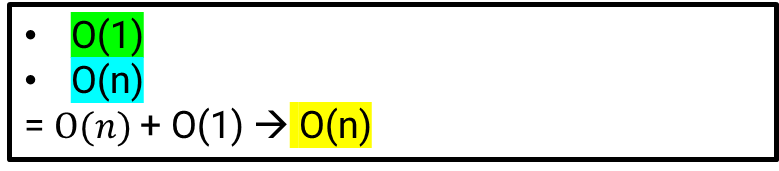 • O(1)
• O(n)
= O(n) + O(1) → O(n)